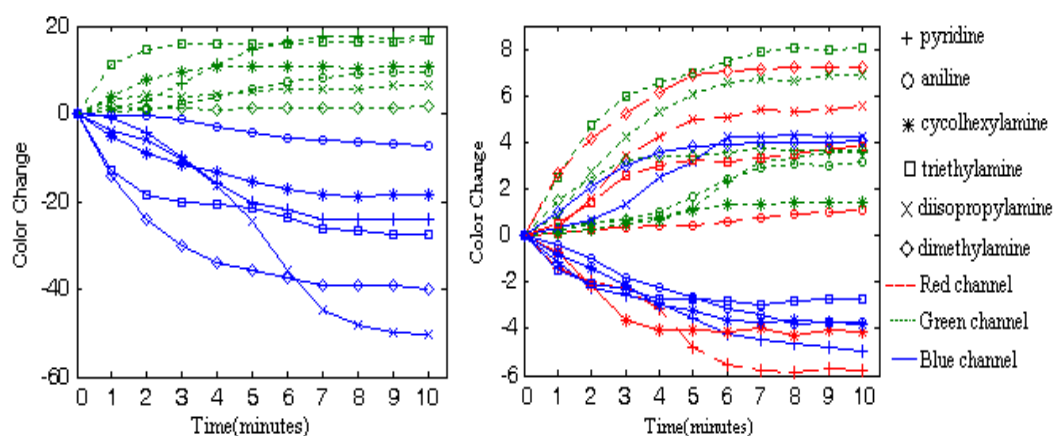 20
0
-20
-40
-60
Color Change
0 1 2 3 4 5 6 7 8 9 10
Time(minutes)
8
6
4
2
0
-2
-4
-6
Color Change
0 1 2 3 4 5 6 7 8 9 10
Time(minutes)
pyridine
aniline
cycolhexylamine
triethylamine
diisopropylamine
dimethylamine
Red channel
Green channel
Blue channel